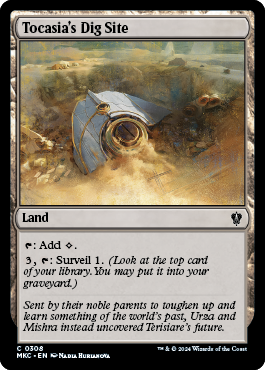 Tocasia's Dig Site
Land
: Add .
3, : Surveil 1. (Look at the top card
of your library. You may put it into your
graveyard.)
Sent by their noble parents to toughen up and
learn something of the world's past, Urza and
Mishra instead uncovered Terisiare's future.
C 0308
MKC • EN Nadia Hurianova
™ & © 2024 Wizards of the Coast